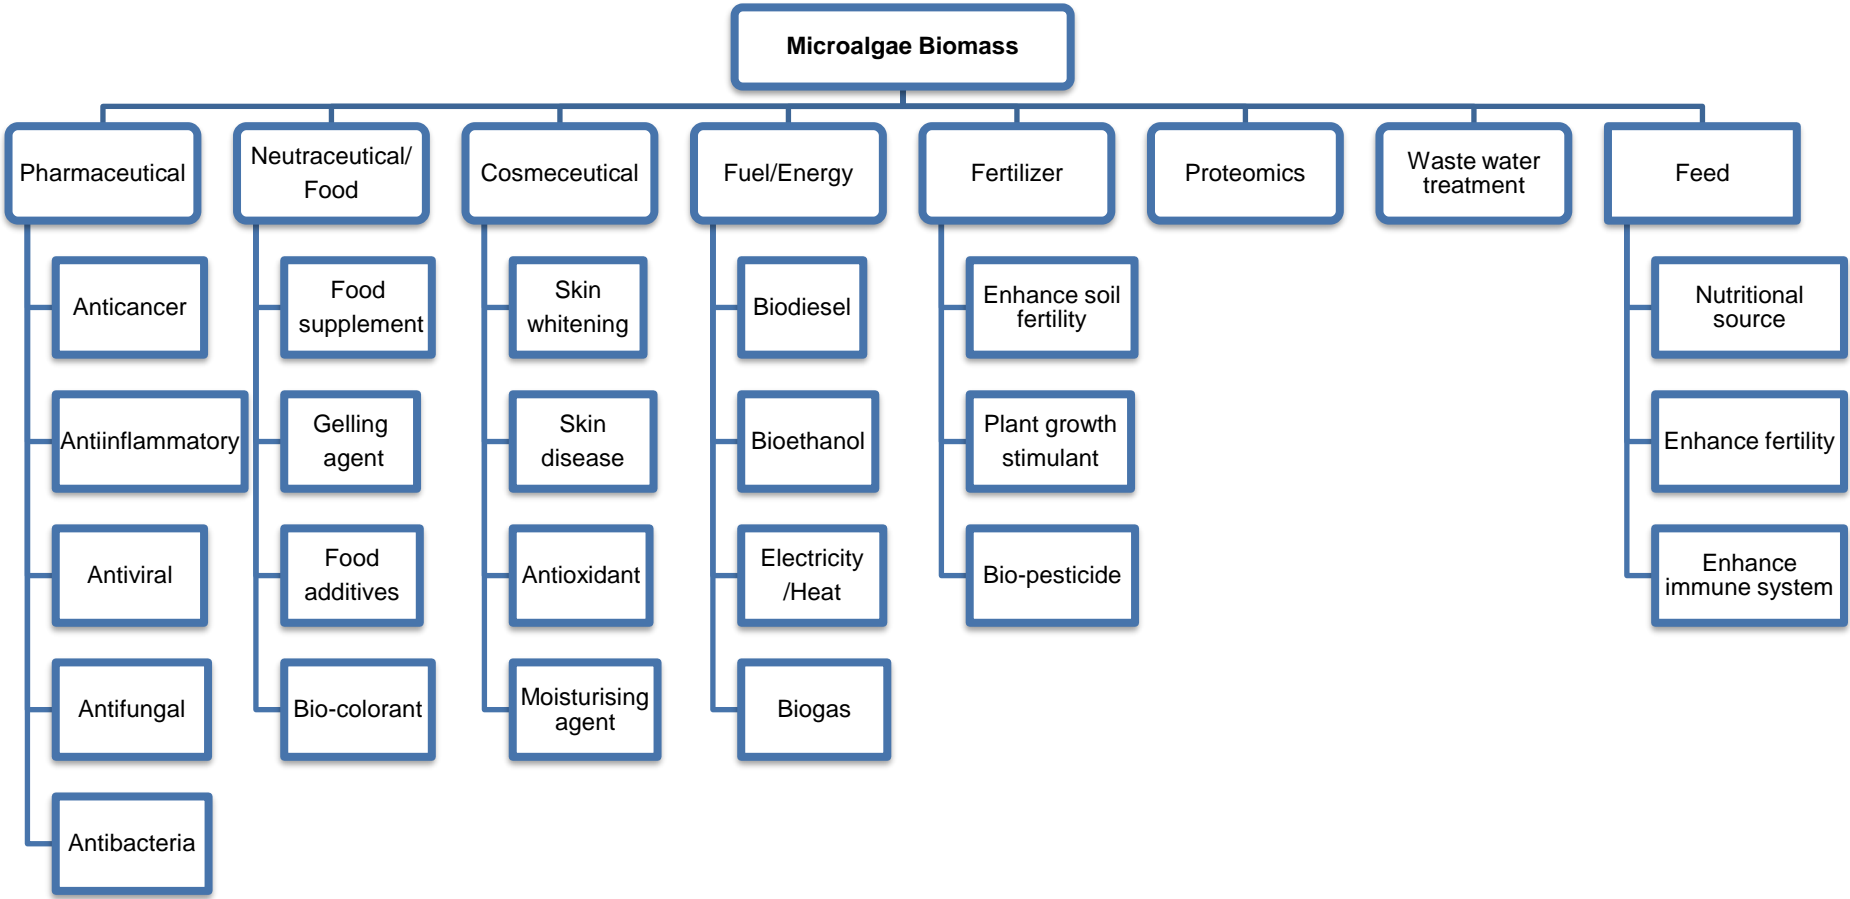 Microalgae Biomass
Pharmaceutical
Neutraceutical/
Food
Cosmeceutical
Fuel/Energy
Fertilizer
Proteomics
Waste water
treatment
Feed
Anticancer
Antiinflammatory
Antiviral
Antifungal
Antibacteria
Food
supplement
Gelling
agent
Food
additives
Bio-colorant
Skin
whitening
Skin
disease
Antioxidant
Moisturising
agent
Biodiesel
Bioethanol
Electricity
/Heat
Biogas
Enhance soil
fertility
Plant growth
stimulant
Bio-pesticide
Nutritional
source
Enhance fertility
Enhance
immune system